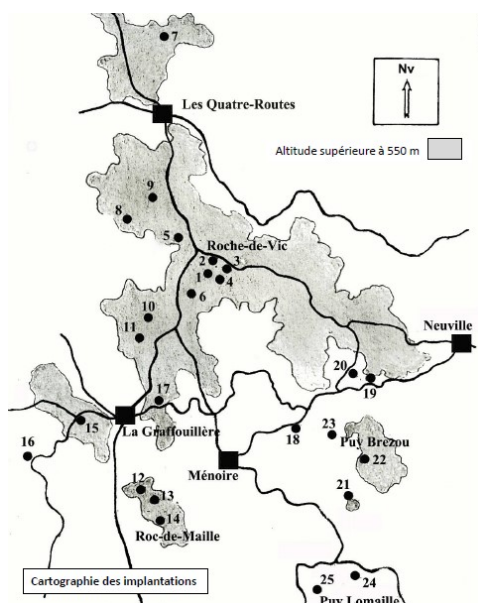 7
Nv
Les Quatre-Routes
Altitude supérieure à 550 m
9
8
5
Roche-de-Vic
2
3
1
4
6
10
11
Neuville
20
19
17
La Graffouillère
15
16
18
23
Puy Brezou
22
Ménoire
21
12
13
14
Roc-de-Maille
Cartographie des implantations
25
24
Puy Lomaille